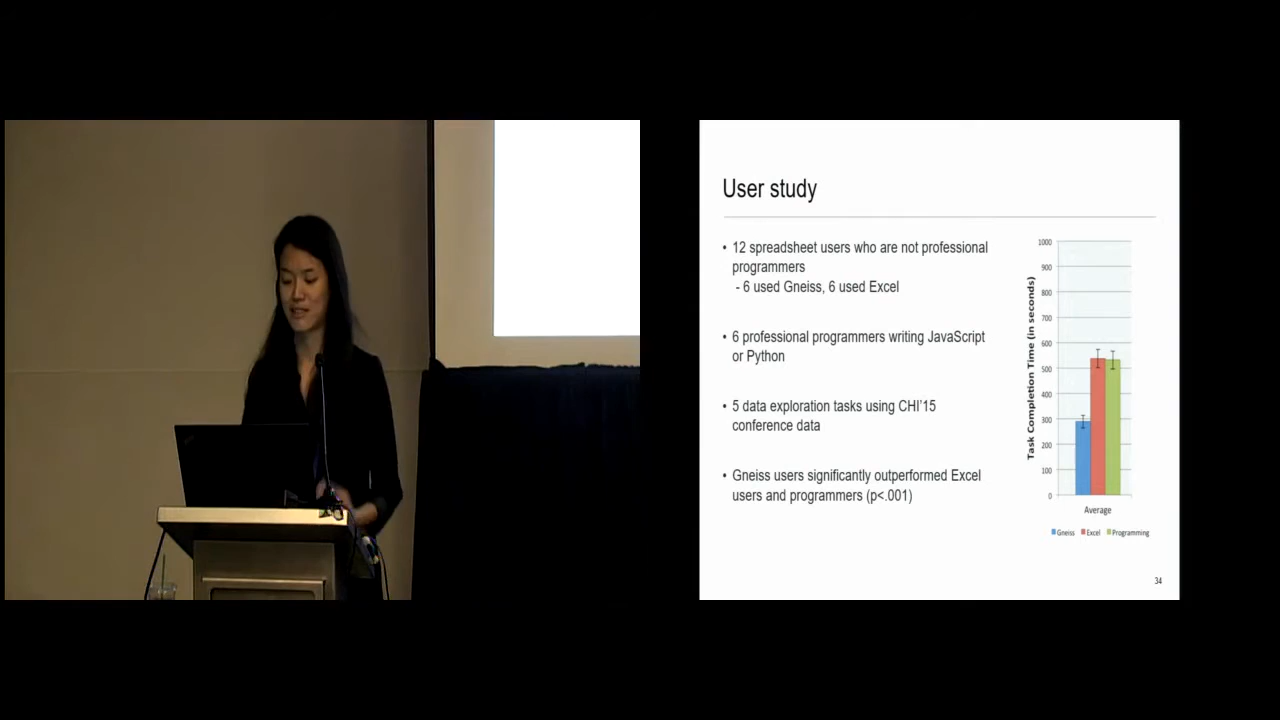 User study
• 12 spreadsheet users who are not professional
programmers
- 6 used Gneiss, 6 used Excel
• 6 professional programmers writing JavaScript
or Python
• 5 data exploration tasks using CHI'15
conference data
• Gneiss users significantly outperformed Excel
users and programmers (p<.001)
Task Completion Time (in seconds)
1000
900
800
700
600
500
400
300
200
100
0
Average
Gneiss Excel Programming
34